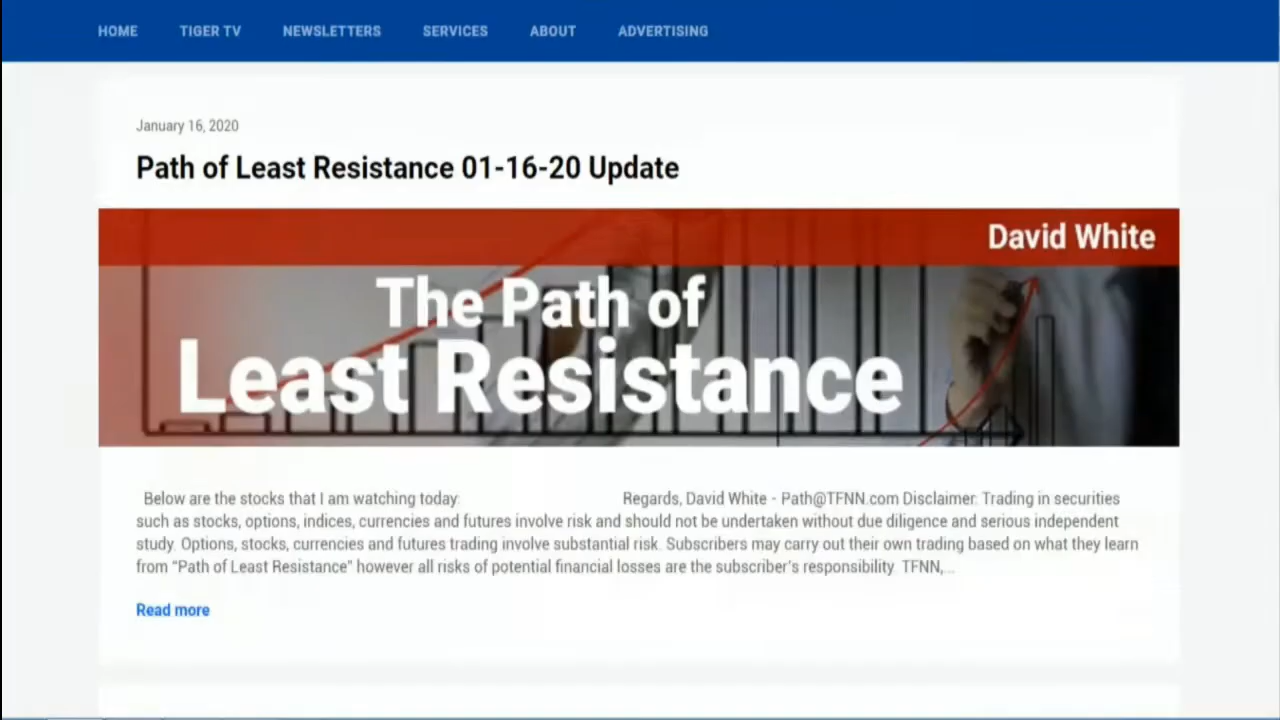 HOME TIGER TV NEWSLETTERS SERVICES ABOUT ADVERTISING
January 16, 2020
Path of Least Resistance 01-16-20 Update
David White
The Path of
Least Resistance
Below are the stocks that I am watching today: Regards, David White - Path@TFNN.com Disclaimer: Trading in securities
such as stocks, options, indices, currencies and futures involve risk and should not be undertaken without due diligence and serious independent
study. Options, stocks, currencies and futures trading involve substantial risk. Subscribers may carry out their own trading based on what they learn
from “Path of Least Resistance” however all risks of potential financial losses are the subscriber’s responsibility. TFNN,...
Read more